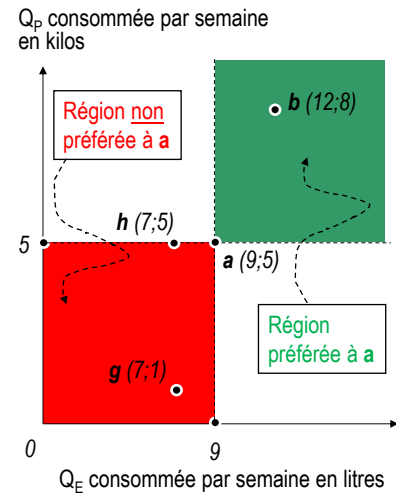 Q_P consommée par semaine
en kilos
b (12;8)
Région non
préférée à a
h (7;5)
5
a (9;5)
Région
préférée à a
g (7;1)
0
9
Q_E consommée par semaine en litres